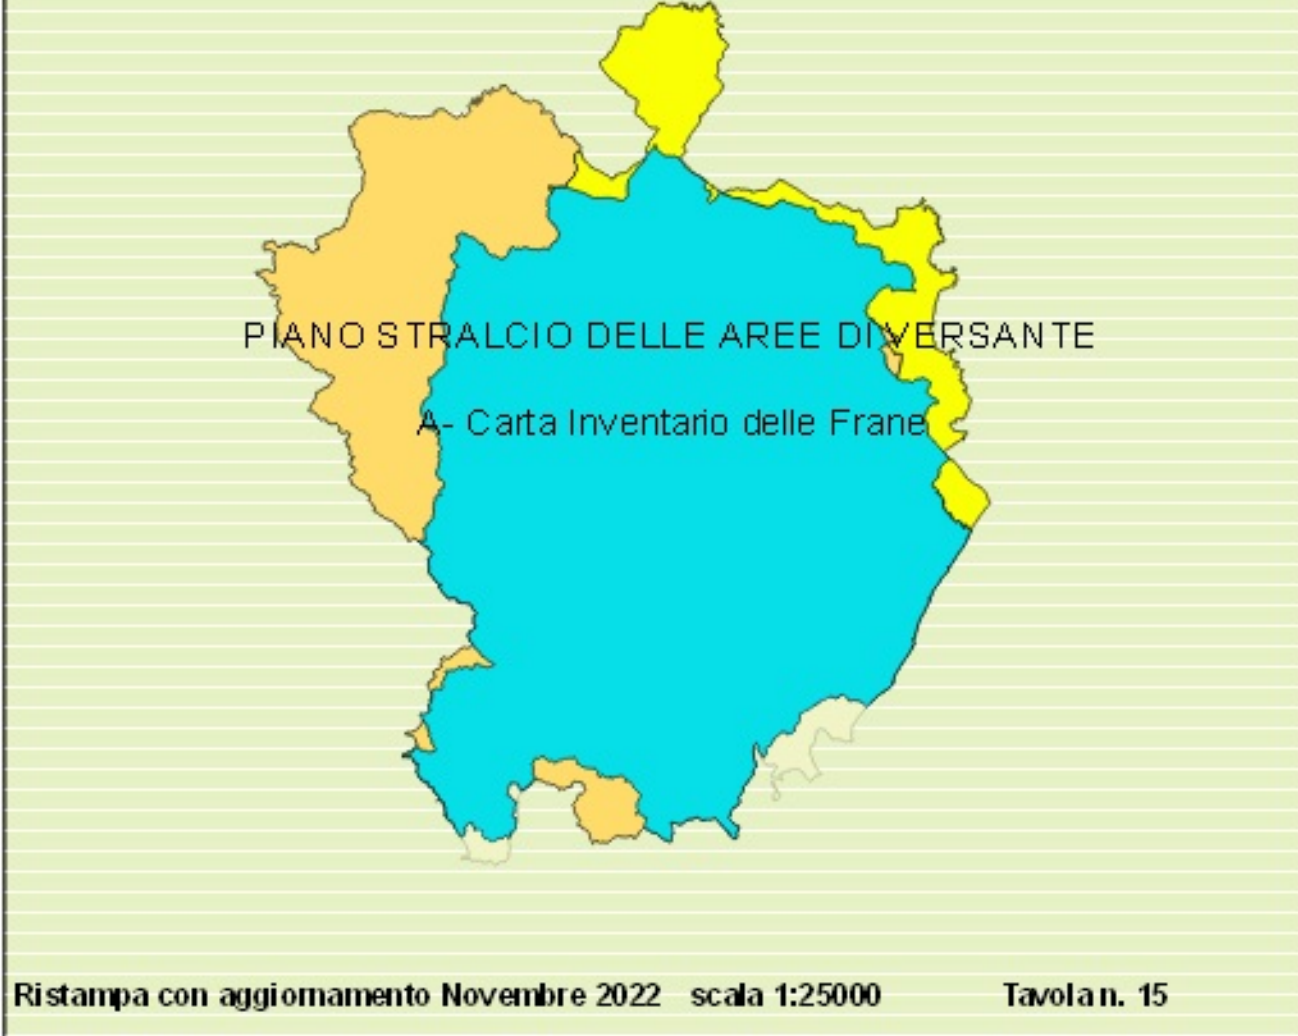 PIANO STRALCIO DELLE AREE DI VERSANTE
A- Carta Inventario delle Frane
Ristampa con aggiornamento Novembre 2022 scala 1:25000 Tavola n. 15